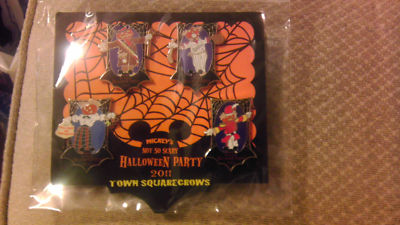 MICKEY'S
NOT SO SCARY
HALLOWEEN PARTY
2011
TOWN SQUARECROWS